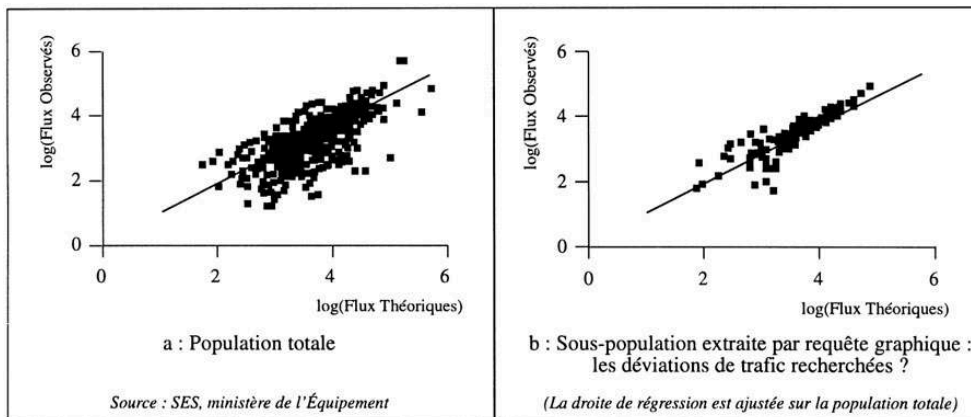 6
4
2
0
log(Flux Observés)
0
2
4
6
log(Flux Théoriques)
a : Population totale
Source : SES, ministère de l'Équipement
6
4
2
0
log(Flux Observés)
0
2
4
6
log(Flux Théoriques)
b : Sous-population extraite par requête graphique :
les déviations de trafic recherchées ?
(La droite de régression est ajustée sur la population totale)